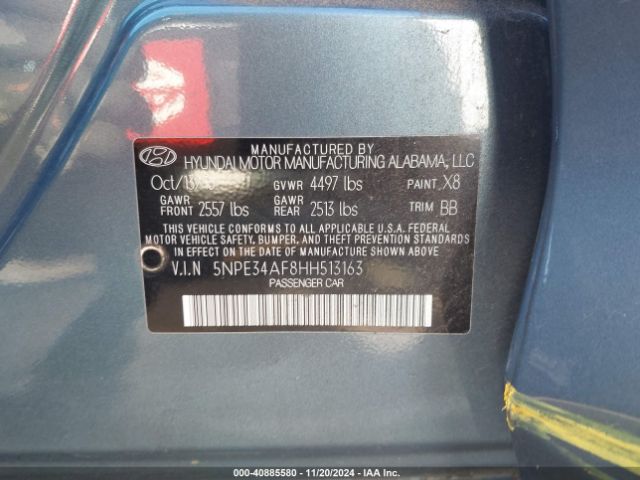 MANUFACTURED BY
HYUNDAI MOTOR MANUFACTURING ALABAMA, LLC
GVWR 4497 lbs PAINT X8
GAWR FRONT 2557 lbs GAWR REAR 2513 lbs TRIM BB
THIS VEHICLE CONFORMS TO ALL APPLICABLE U.S. FEDERAL
MOTOR VEHICLE SAFETY, BUMPER, AND THEFT PREVENTION STANDARDS
IN EFFECT ON THE DATE OF MANUFACTURE SHOWN ABOVE
V.I.N 5NPE34AF8HH513163
PASSENGER CAR
000-40885580 - 11/20/2024 - IAA Inc.